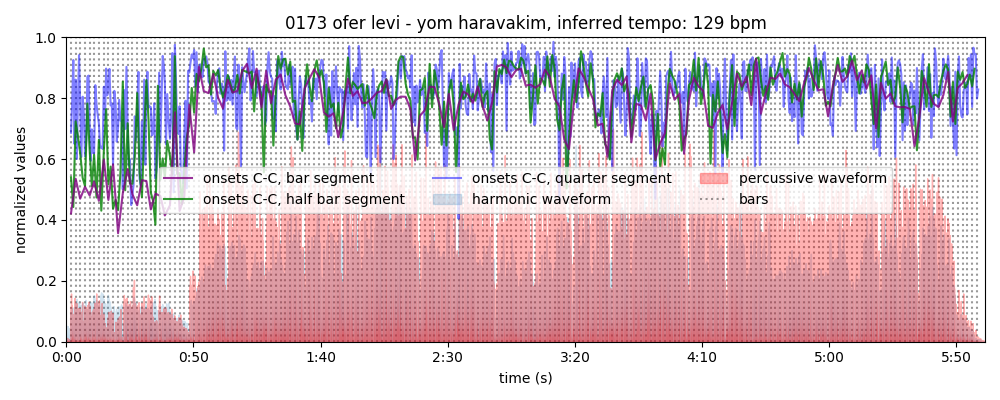 0173 ofer levi - yom haravakim, inferred tempo: 129 bpm
normalized values
1.0
0.8
0.6
0.4
0.2
0.0
onsets C-C, bar segment
onsets C-C, half bar segment
onsets C-C, quarter segment
harmonic waveform
percussive waveform
bars
0:00 0:50 1:40 2:30 3:20 4:10 5:00 5:50
time (s)